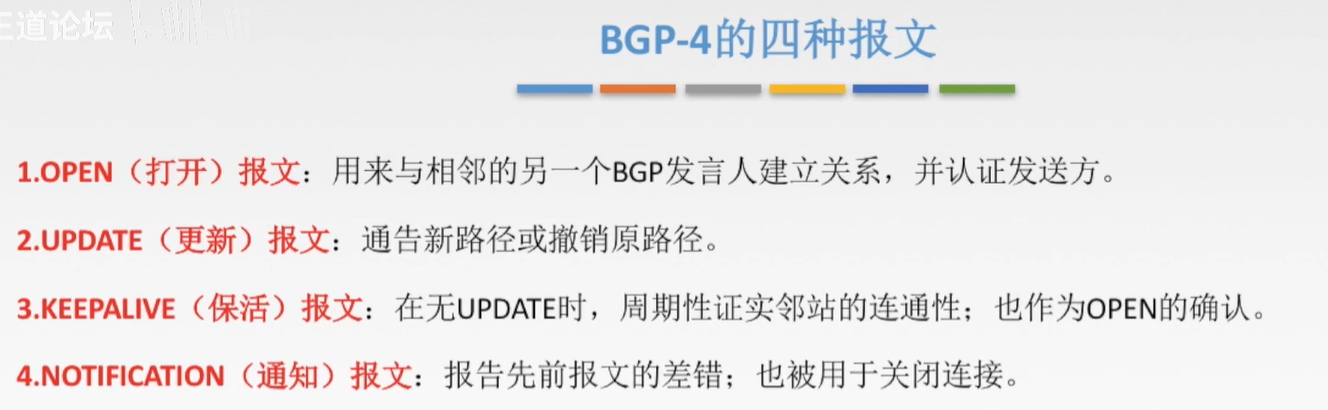 王道论坛
BGP-4的四种报文
1.OPEN（打开）报文：用来与相邻的另一个BGP发言人建立关系，并认证发送方。
2.UPDATE（更新）报文：通告新路径或撤销原路径。
3.KEEPALIVE（保活）报文：在无UPDATE时，周期性证实邻站的连通性；也作为OPEN的确认。
4.NOTIFICATION（通知）报文：报告先前报文的差错；也被用于关闭连接。